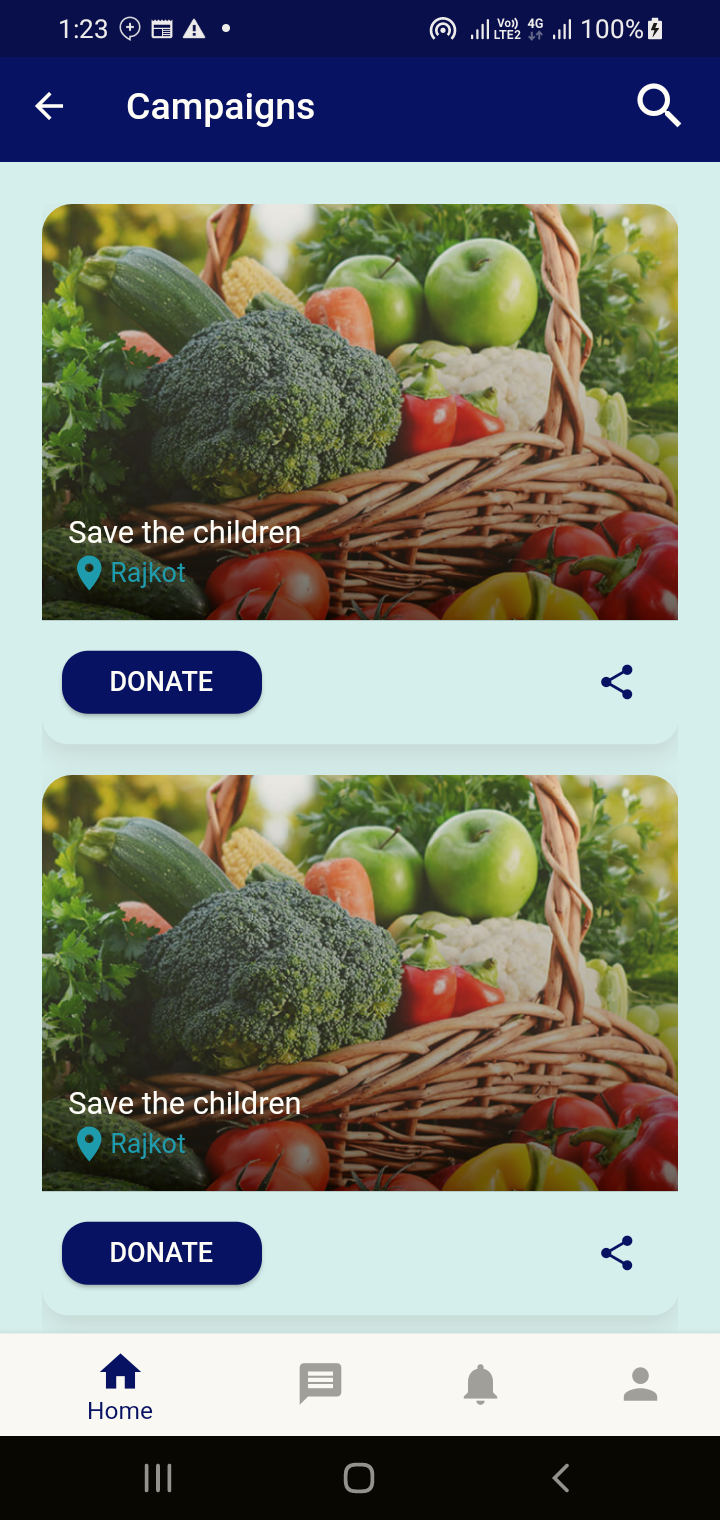 1:23 Vo)) LTE2 4G 100%
Campaigns
Save the children
Rajkot
DONATE
Save the children
Rajkot
DONATE
Home